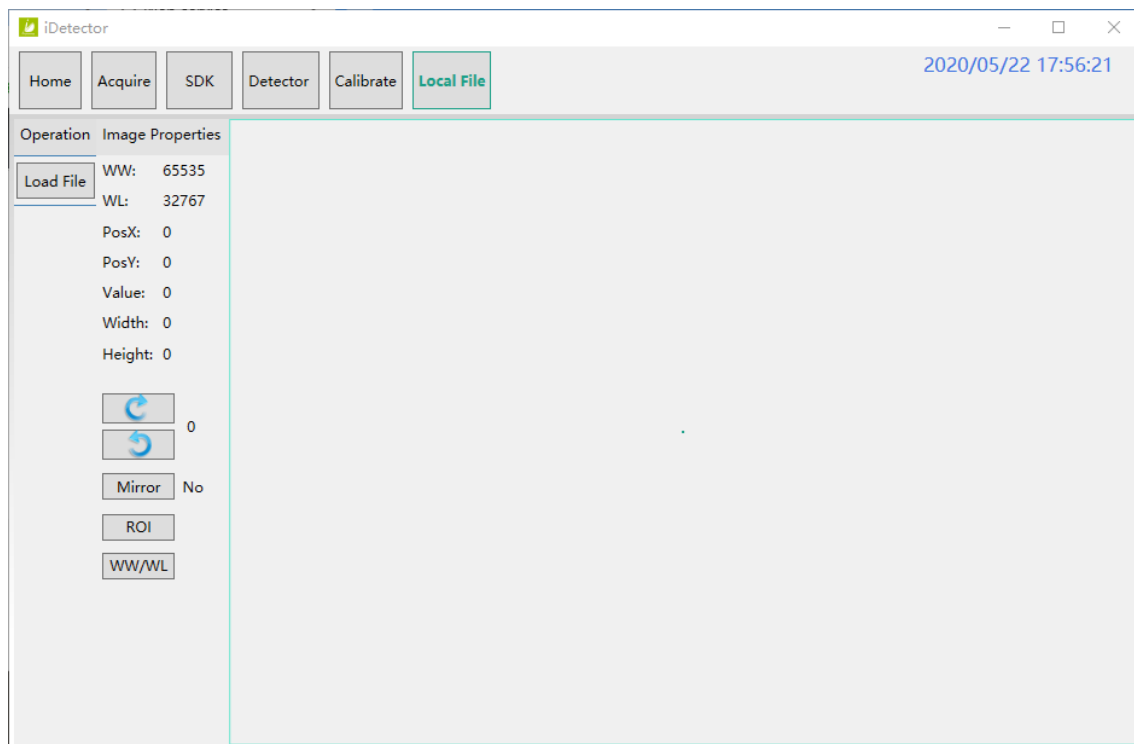 iDetector
Home Acquire SDK Detector Calibrate Local File
2020/05/22 17:56:21
Operation Image Properties
Load File
WW: 65535
WL: 32767
PosX: 0
PosY: 0
Value: 0
Width: 0
Height: 0
0
Mirror No
ROI
WW/WL